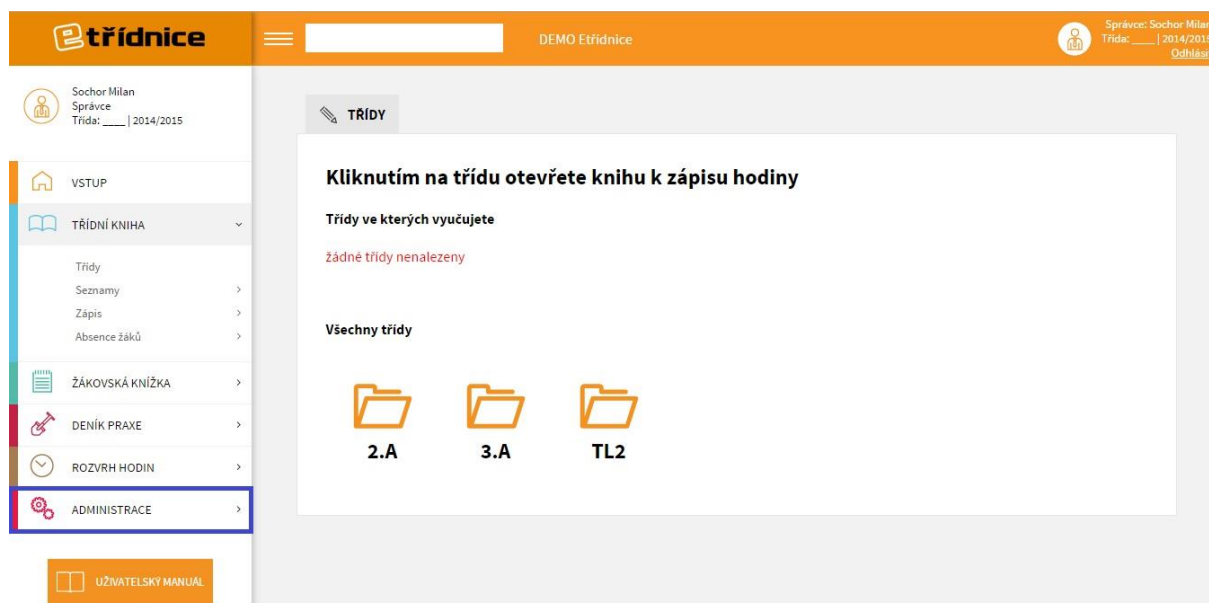 etřídnice
DEMO Etřídnice
Správce: Sochor Milan
Třída: ____ | 2014/2015
Odhlásit
Sochor Milan
Správce
Třída: ____ | 2014/2015
VSTUP
TŘÍDNÍ KNIHA
Třídy
Seznamy
Zápis
Absence žáků
ŽÁKOVSKÁ KNÍŽKA
DENÍK PRAXE
ROZVRH HODIN
ADMINISTRACE
UŽIVATELSKÝ MANUÁL
TŘÍDY
Kliknutím na třídu otevřete knihu k zápisu hodiny
Třídy ve kterých vyučujete
žádné třídy nenalezeny
Všechny třídy
2.A 3.A TL2